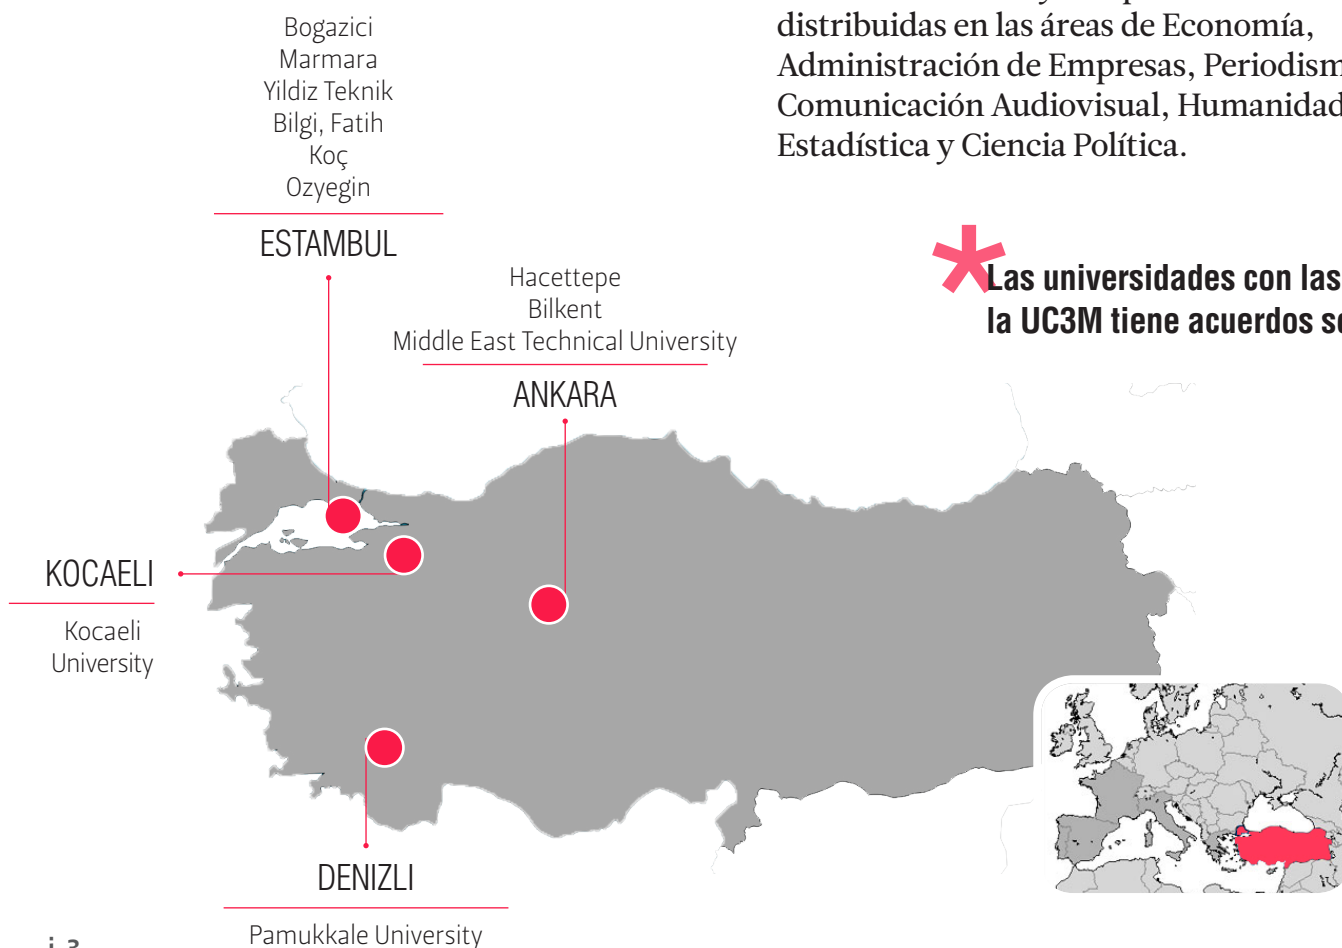 distribuidas en las áreas de Economía,
Administración de Empresas, Periodism
Comunicación Audiovisual, Humanidad
Estadística y Ciencia Política.
Bogazici
Marmara
Yildiz Teknik
Bilgi, Fatih
Koç
Ozyegin
ESTAMBUL
*Las universidades con las
la UC3M tiene acuerdos s
Hacettepe
Bilkent
Middle East Technical University
ANKARA
KOCAELI
Kocaeli
University
DENIZLI
Pamukkale University